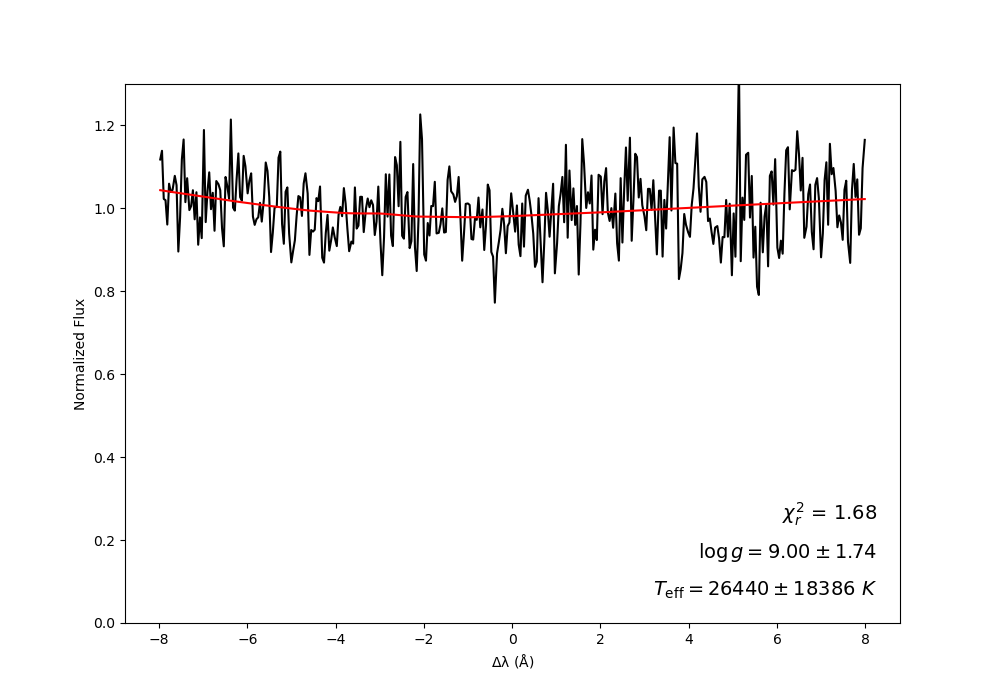 1.2
1.0
0.8
0.6
0.4
0.2
0.0
Normalized Flux
χ²ᵣ = 1.68
log g = 9.00 ± 1.74
T_eff = 26440 ± 18386 K
−8 −6 −4 −2 0 2 4 6 8
Δλ (Å)